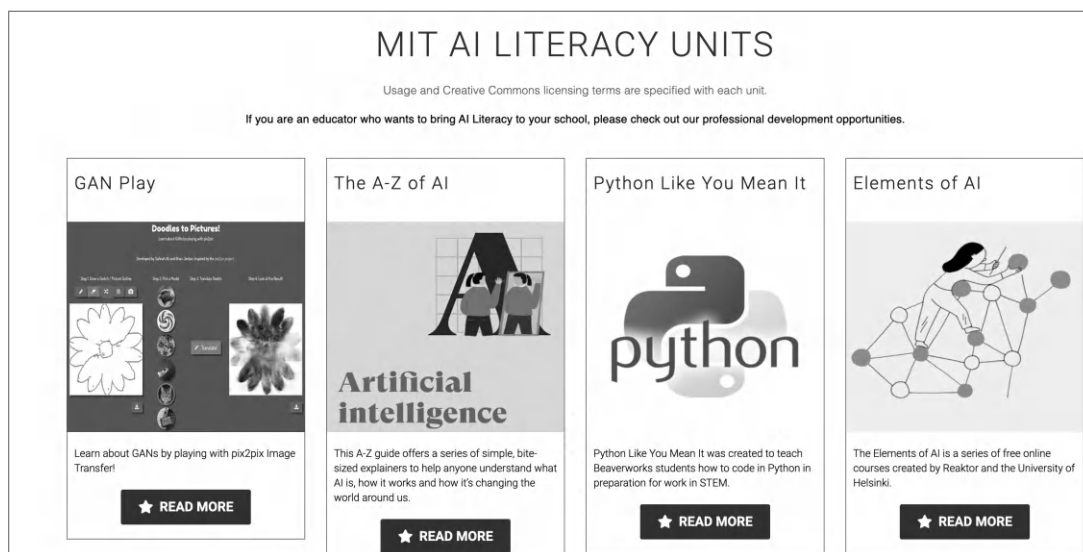 MIT AI LITERACY UNITS
Usage and Creative Commons licensing terms are specified with each unit.
If you are an educator who wants to bring AI Literacy to your school, please check out our professional development opportunities.
GAN Play
Doodles to Pictures!
Learn about GANs by playing with pix2pix Image
Transfer!
READ MORE
The A-Z of AI
A
Artificial
intelligence
This A-Z guide offers a series of simple, bite-
sized explainers to help anyone understand what
AI is, how it works and how it's changing the
world around us.
READ MORE
Python Like You Mean It
python
Python Like You Mean It was created to teach
Beaverworks students how to code in Python in
preparation for work in STEM.
READ MORE
Elements of AI
The Elements of AI is a series of free online
courses created by Reaktor and the University of
Helsinki.
READ MORE